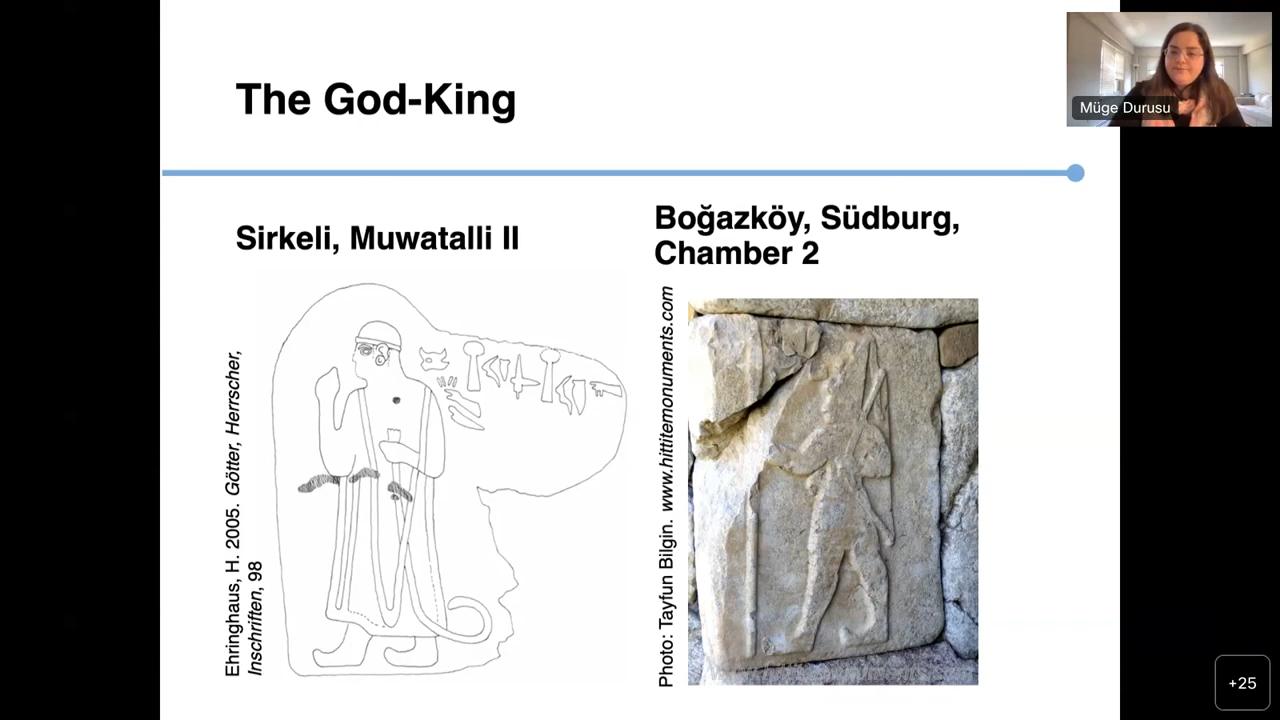 The God-King
Müge Durusu
Sirkeli, Muwatalli II
Boğazköy, Südburg,
Chamber 2
Ehringhaus, H. 2005. Götter, Herrscher,
Inschriften, 98
Photo: Tayfun Bilgin. www.hittitemonuments.com
+25